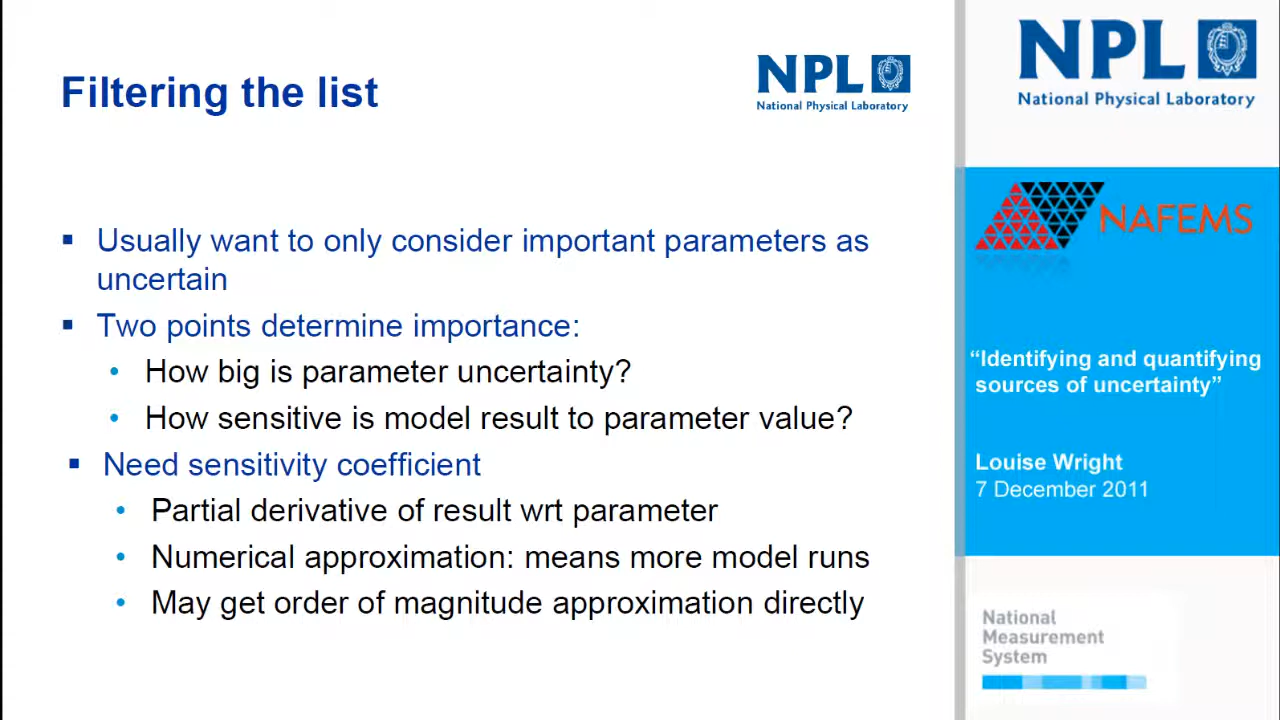 Filtering the list
NPL
National Physical Laboratory
Usually want to only consider important parameters as
uncertain
Two points determine importance:
How big is parameter uncertainty?
How sensitive is model result to parameter value?
Need sensitivity coefficient
Partial derivative of result wrt parameter
Numerical approximation: means more model runs
May get order of magnitude approximation directly
NPL
National Physical Laboratory
NAFEMS
“Identifying and quantifying
sources of uncertainty”
Louise Wright
7 December 2011
National
Measurement
System